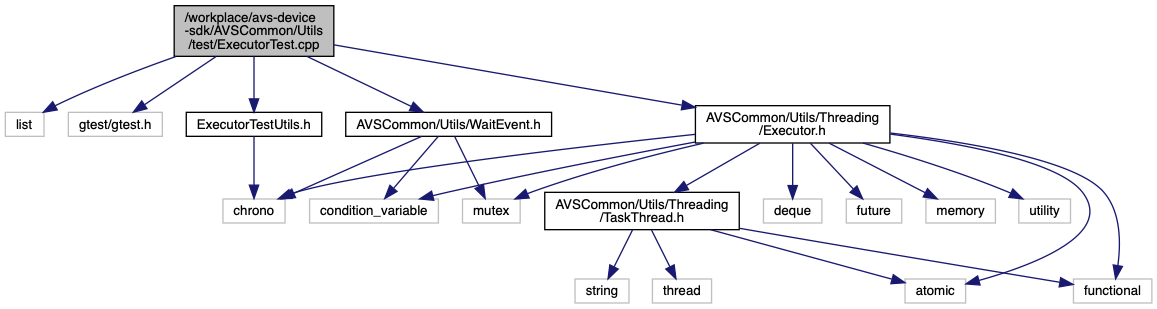 /workplace/avs-device
-sdk/AVSCommon/Utils
/test/ExecutorTest.cpp
list
gtest/gtest.h
ExecutorTestUtils.h
AVSCommon/Utils/WaitEvent.h
AVSCommon/Utils/Threading
/Executor.h
chrono
condition_variable
mutex
AVSCommon/Utils/Threading
/TaskThread.h
deque
future
memory
utility
string
thread
atomic
functional